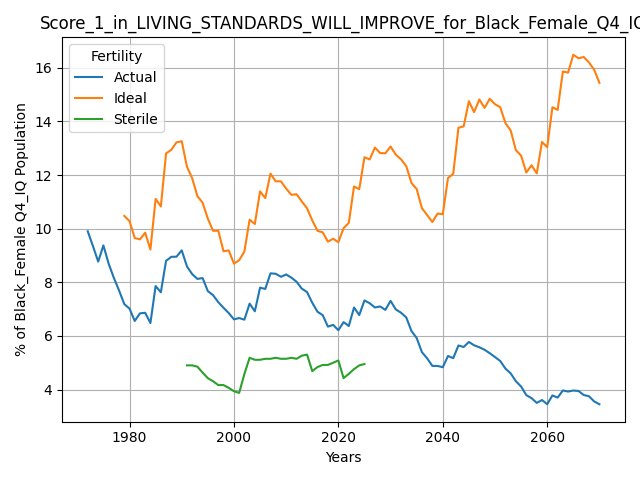 Score_1_in_LIVING_STANDARDS_WILL_IMPROVE_for_Black_Female_Q4_IQ
Fertility
Actual
Ideal
Sterile
% of Black_Female Q4_IQ Population
16
14
12
10
8
6
4
1980 2000 2020 2040 2060
Years